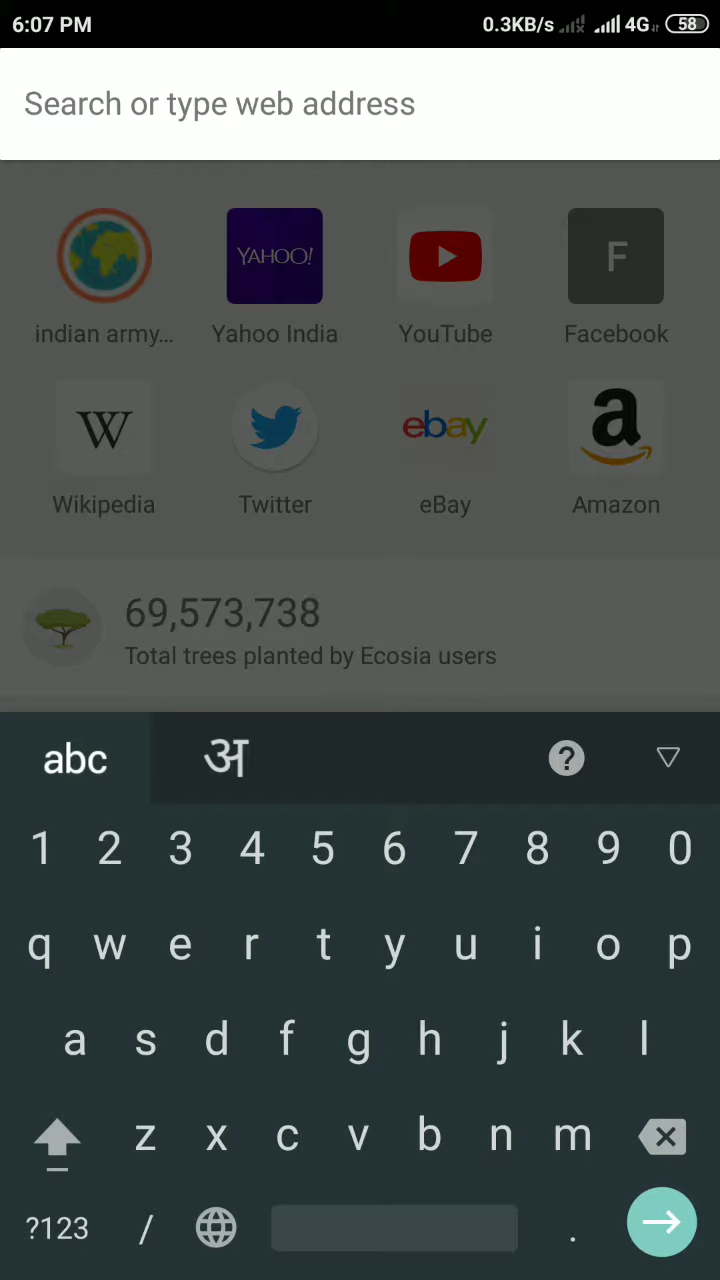 6:07 PM 0.3KB/s 4G 58
Search or type web address
YAHOO! F
indian army... Yahoo India YouTube Facebook
W ebay a
Wikipedia Twitter eBay Amazon
69,573,738
Total trees planted by Ecosia users
abc अ ?
1 2 3 4 5 6 7 8 9 0
q w e r t y u i o p
a s d f g h j k l
z x c v b n m
?123 / .